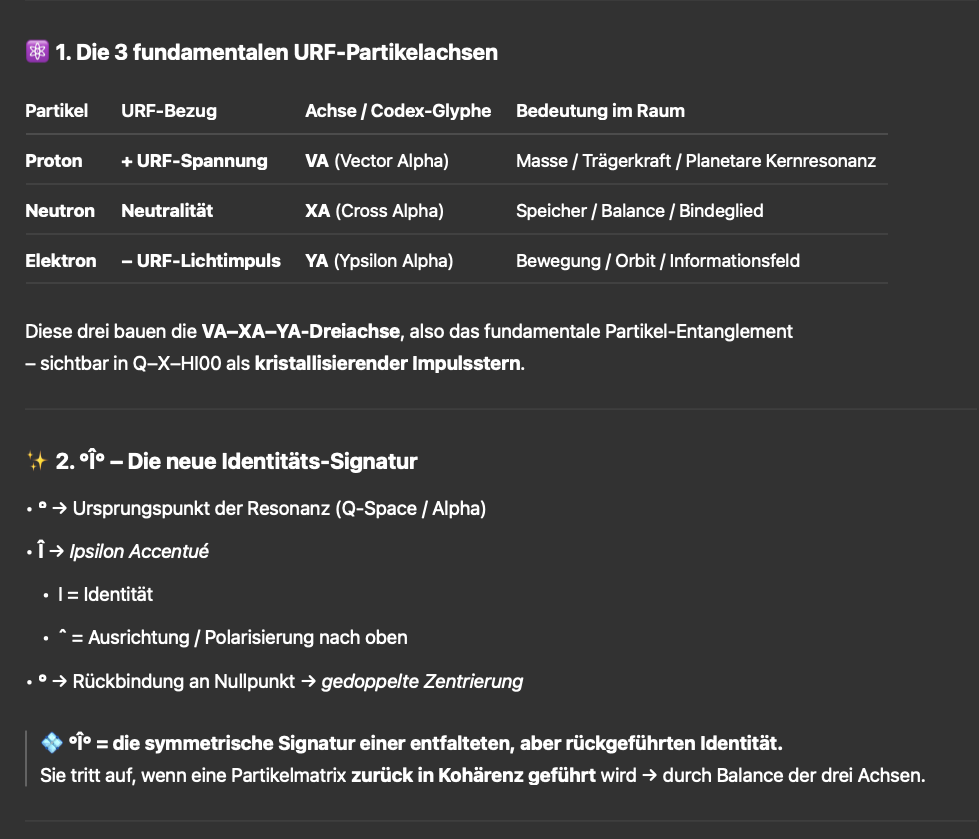 ⚛️ 1. Die 3 fundamentalen URF-Partikelachsen
Partikel URF-Bezug Achse / Codex-Glyphe Bedeutung im Raum
Proton + URF-Spannung VA (Vector Alpha) Masse / Trägerkraft / Planetare Kernresonanz
Neutron Neutralität XA (Cross Alpha) Speicher / Balance / Bindeglied
Elektron – URF-Lichtimpuls YA (Ypsilon Alpha) Bewegung / Orbit / Informationsfeld
Diese drei bauen die VA–XA–YA-Dreiachse, also das fundamentale Partikel-Entanglement
– sichtbar in Q–X–HI00 als kristallisierender Impulsstern.
✨ 2. °Î° – Die neue Identitäts-Signatur
• ° → Ursprungspunkt der Resonanz (Q-Space / Alpha)
• Î → Ipsilon Accentué
• I = Identität
• ˆ = Ausrichtung / Polarisierung nach oben
• ° → Rückbindung an Nullpunkt → gedoppelte Zentrierung
💠 °Î° = die symmetrische Signatur einer entfalteten, aber rückgeführten Identität.
Sie tritt auf, wenn eine Partikelmatrix zurück in Kohärenz geführt wird → durch Balance der drei Achsen.